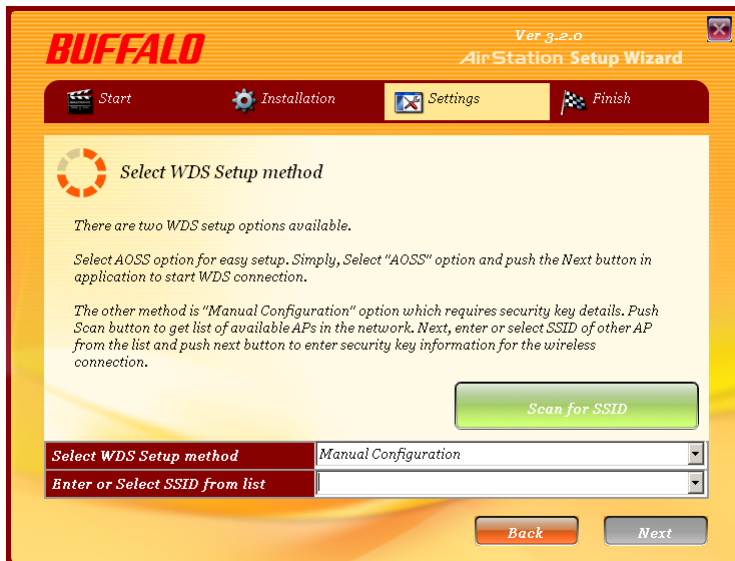 BUFFALO
Ver 3.2.0
AirStation Setup Wizard
Start
Installation
Settings
Finish
Select WDS Setup method
There are two WDS setup options available.
Select AOSS option for easy setup. Simply, Select "AOSS" option and push the Next button in
application to start WDS connection.
The other method is "Manual Configuration" option which requires security key details. Push
Scan button to get list of available APs in the network. Next, enter or select SSID of other AP
from the list and push next button to enter security key information for the wireless
connection.
Scan for SSID
Select WDS Setup method
Manual Configuration
Enter or Select SSID from list
Back
Next